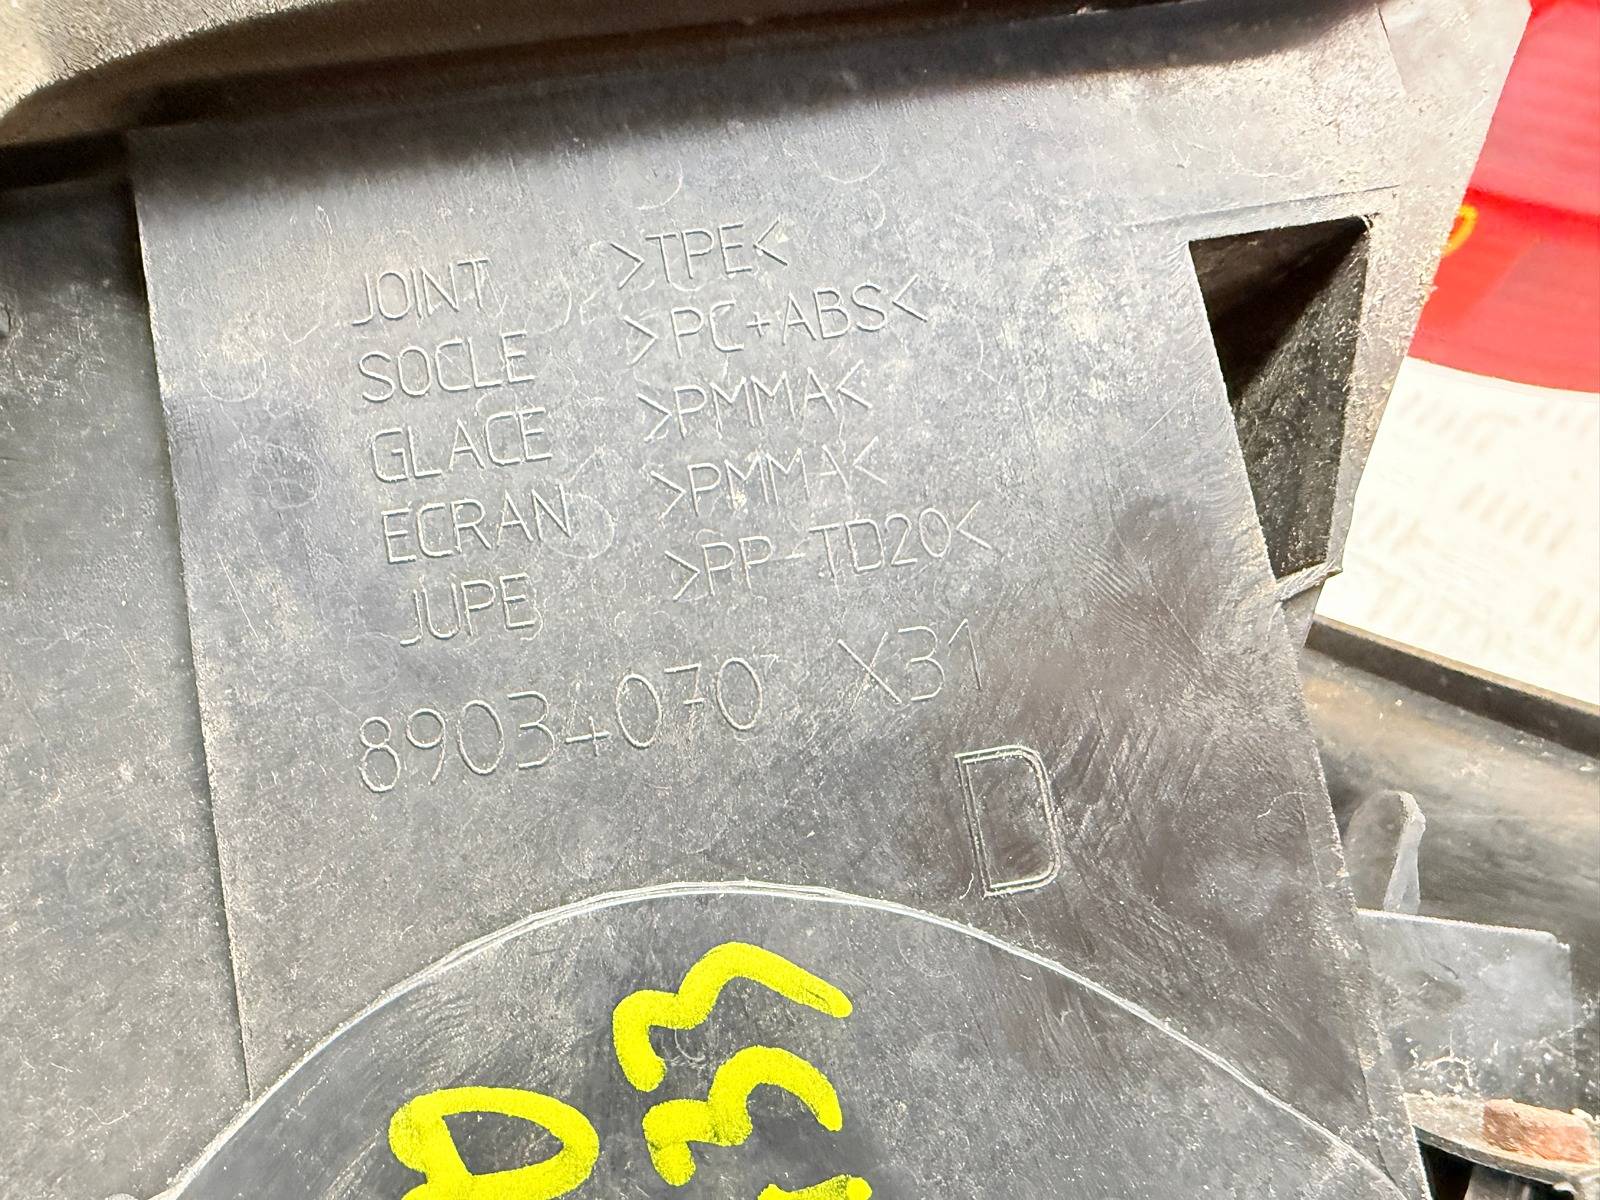 JOINT >TPE<
SOCLE >PC+ABS<
GLACE >PMMA<
ECRAN >PMMA<
JUPE >PP-TD20<
89034070 X31
D